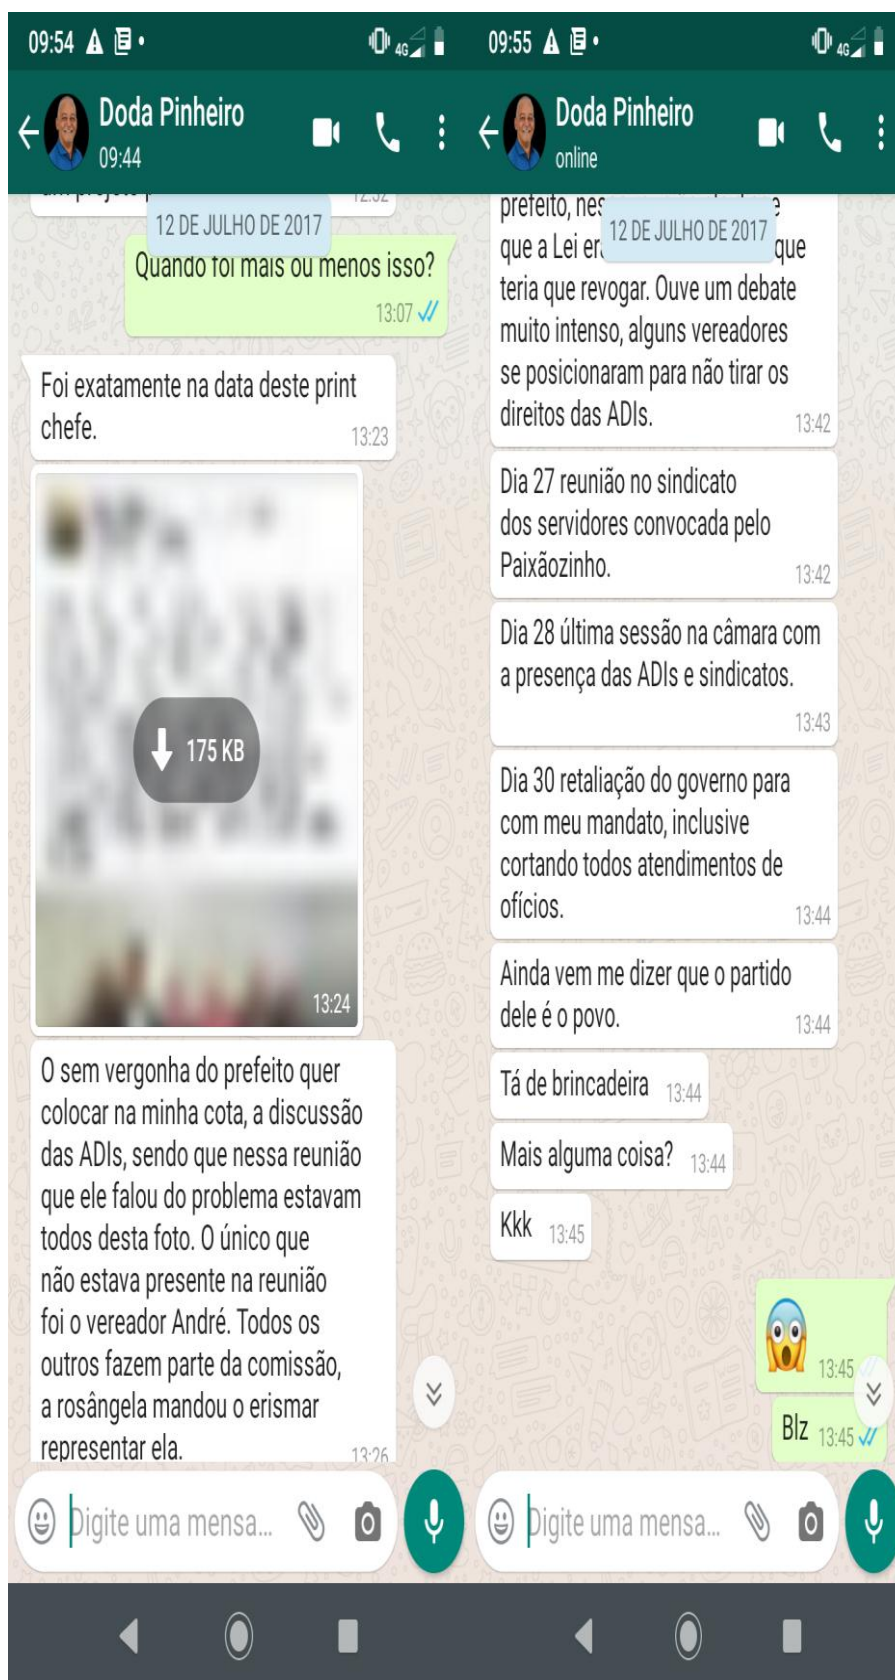 09:54
4G
Doda Pinheiro
09:44
12:32
12 DE JULHO DE 2017
Quando foi mais ou menos isso?
13:07
Foi exatamente na data deste print
chefe.
13:23
175 KB
13:24
O sem vergonha do prefeito quer
colocar na minha cota, a discussão
das ADIs, sendo que nessa reunião
que ele falou do problema estavam
todos desta foto. O único que
não estava presente na reunião
foi o vereador André. Todos os
outros fazem parte da comissão,
a rosângela mandou o erismar
representar ela.
13:26
Digite uma mensa...
09:55
4G
Doda Pinheiro
online
prefeito,
12 DE JULHO DE 2017
que a Lei
que
teria que revogar. Ouve um debate
muito intenso, alguns vereadores
se posicionaram para não tirar os
direitos das ADIs.
13:42
Dia 27 reunião no sindicato
dos servidores convocada pelo
Paixãozinho.
13:42
Dia 28 última sessão na câmara com
a presença das ADIs e sindicatos.
13:43
Dia 30 retaliação do governo para
com meu mandato, inclusive
cortando todos atendimentos de
ofícios.
13:44
Ainda vem me dizer que o partido
dele é o povo.
13:44
Tá de brincadeira 13:44
Mais alguma coisa? 13:44
Kkk 13:45
13:45
Blz 13:45
Digite uma mensa...